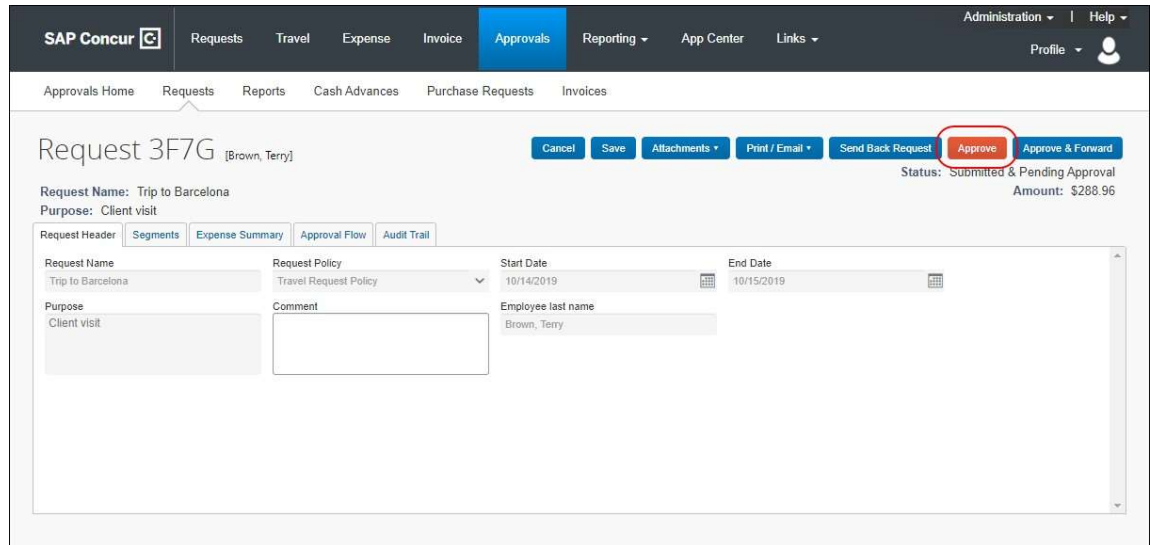 Administration | Help
SAP Concur C Requests Travel Expense Invoice Approvals Reporting App Center Links
Profile
Approvals Home Requests Reports Cash Advances Purchase Requests Invoices
Request 3F7G [Brown, Terry]
Cancel Save Attachments Print / Email Send Back Request Approve Approve & Forward
Status: Submitted & Pending Approval
Request Name: Trip to Barcelona
Amount: $288.96
Purpose: Client visit
Request Header Segments Expense Summary Approval Flow Audit Trail
Request Name Request Policy Start Date End Date
Trip to Barcelona Travel Request Policy 10/14/2019 10/15/2019
Purpose Comment Employee last name
Client visit Brown, Terry